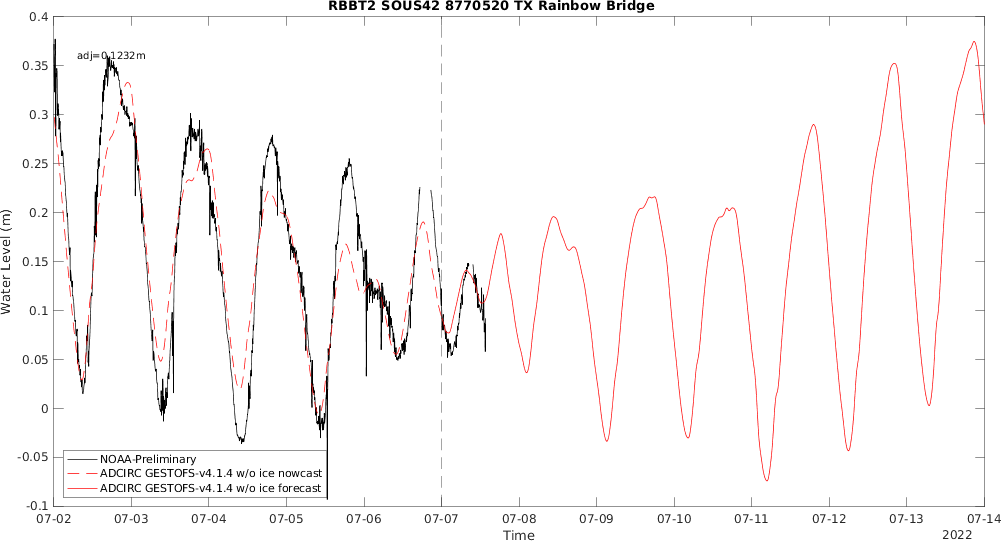 RBBT2 SOUS42 8770520 TX Rainbow Bridge
adj=0.1232m
0.4
0.35
0.3
0.25
0.2
0.15
0.1
0.05
0
-0.05
-0.1
Water Level (m)
NOAA-Preliminary
ADCIRC GESTOFS-v4.1.4 w/o ice nowcast
ADCIRC GESTOFS-v4.1.4 w/o ice forecast
07-02 07-03 07-04 07-05 07-06 07-07 07-08 07-09 07-10 07-11 07-12 07-13 07-14
Time
2022